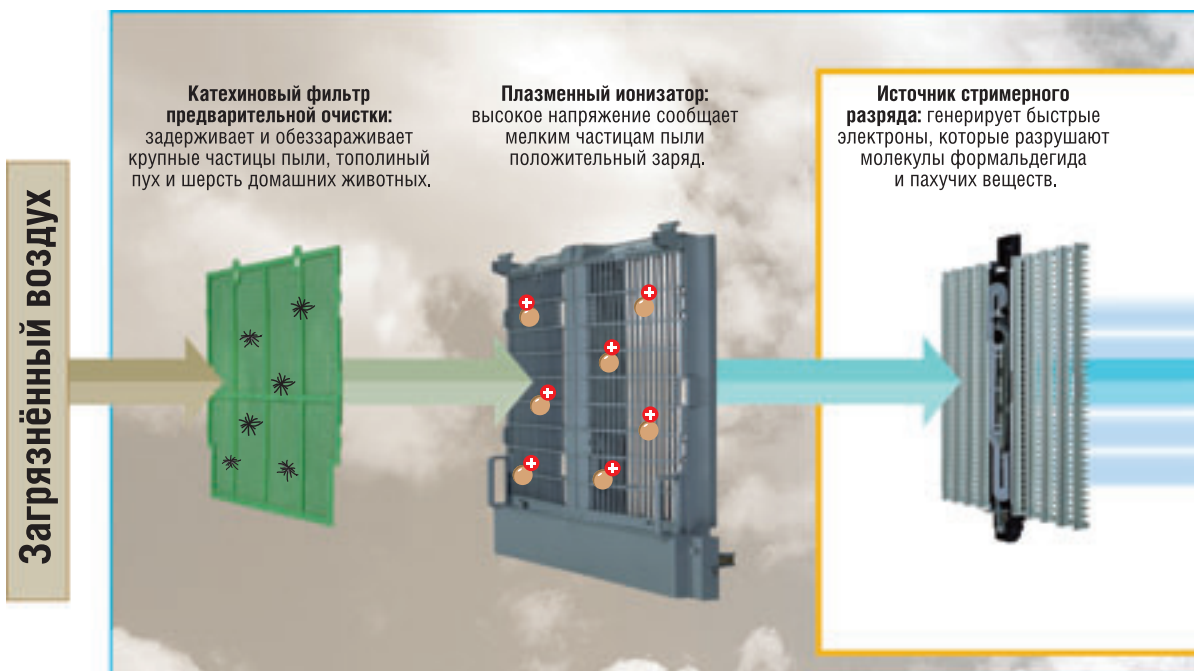 Загрязнённый воздух
Катехиновый фильтр
предварительной очистки:
задерживает и обеззараживает
крупные частицы пыли, тополиный
пух и шерсть домашних животных.
Плазменный ионизатор:
высокое напряжение сообщает
мелким частицам пыли
положительный заряд.
Источник стримерного
разряда: генерирует быстрые
электроны, которые разрушают
молекулы формальдегида
и пахучих веществ.